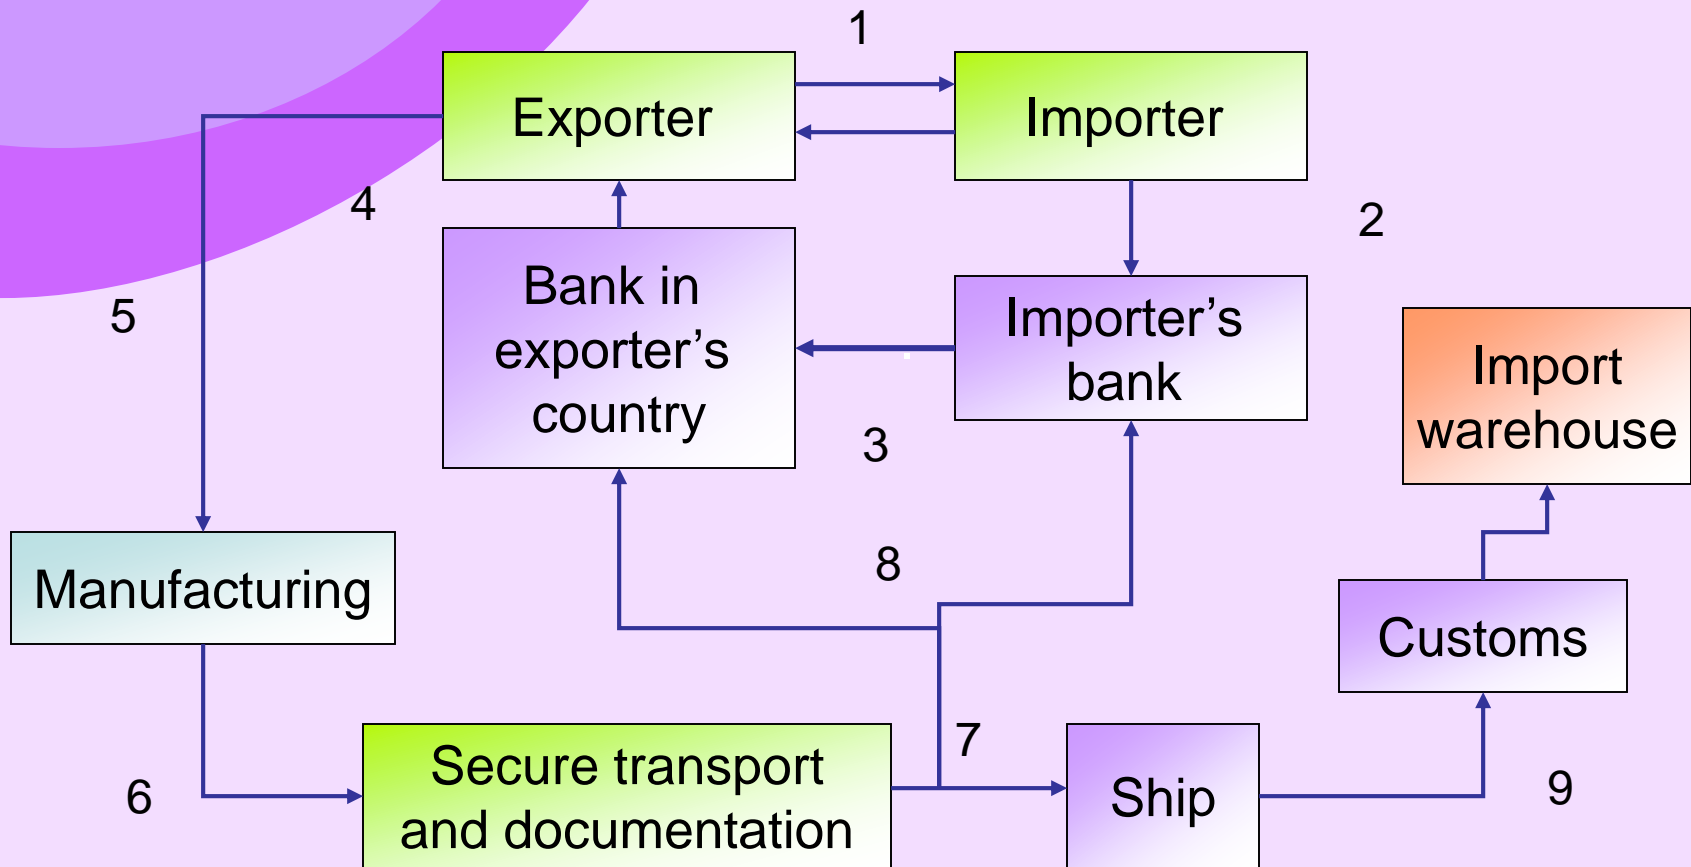 1
Exporter
Importer
4
2
Bank in
exporter’s
country
5
Importer’s
bank
Import
warehouse
3
8
Manufacturing
Customs
7
Secure transport
and documentation
Ship
6
9